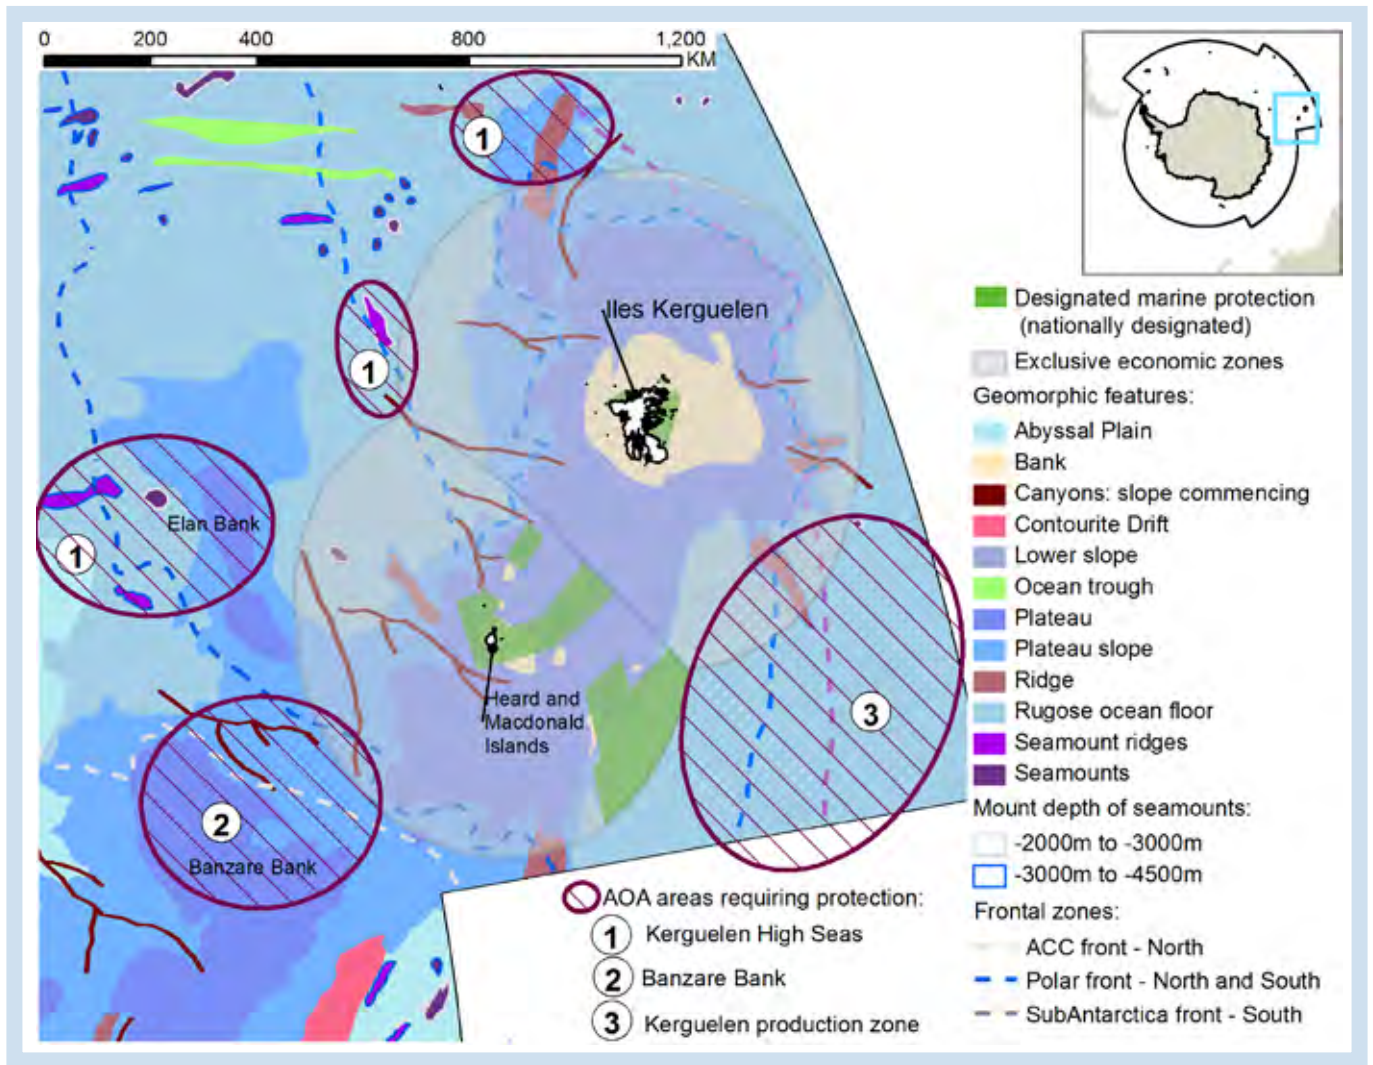 0 200 400 800 1,200
KM
1
Iles Kerguelen
1
Elan Bank
1
Heard and
Macdonald
Islands
3
2
Banzare Bank
Designated marine protection
(nationally designated)
Exclusive economic zones
Geomorphic features:
Abyssal Plain
Bank
Canyons: slope commencing
Contourite Drift
Lower slope
Ocean trough
Plateau
Plateau slope
Ridge
Rugose ocean floor
Seamount ridges
Seamounts
Mount depth of seamounts:
-2000m to -3000m
-3000m to -4500m
Frontal zones:
ACC front - North
Polar front - North and South
SubAntarctica front - South
AOA areas requiring protection:
1 Kerguelen High Seas
2 Banzare Bank
3 Kerguelen production zone